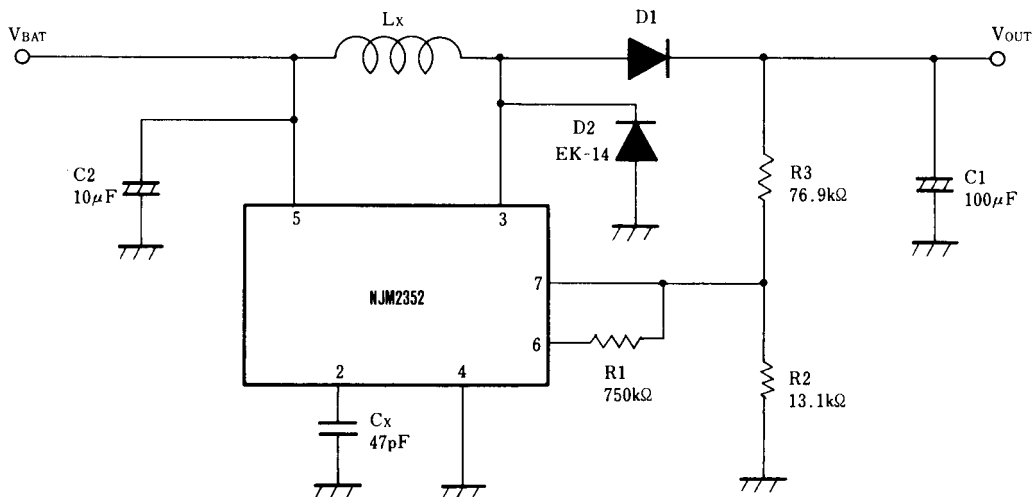 VBAT
LX
D1
VOUT
D2
EK-14
C2
10μF
R3
76.9kΩ
C1
100μF
5
3
7
NJM2352
6
R1
750kΩ
2
4
R2
13.1kΩ
CX
47pF